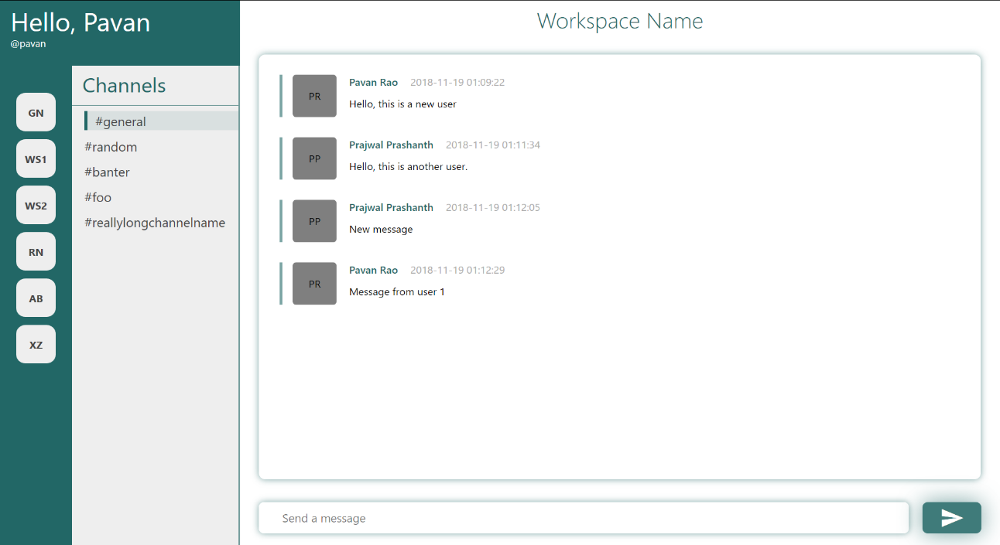 Hello, Pavan
@pavan
GN
WS1
WS2
RN
AB
XZ
Channels
#general
#random
#banter
#foo
#reallylongchannelname
Workspace Name
PR
Pavan Rao 2018-11-19 01:09:22
Hello, this is a new user
PP
Prajwal Prashanth 2018-11-19 01:11:34
Hello, this is another user.
PP
Prajwal Prashanth 2018-11-19 01:12:05
New message
PR
Pavan Rao 2018-11-19 01:12:29
Message from user 1
Send a message